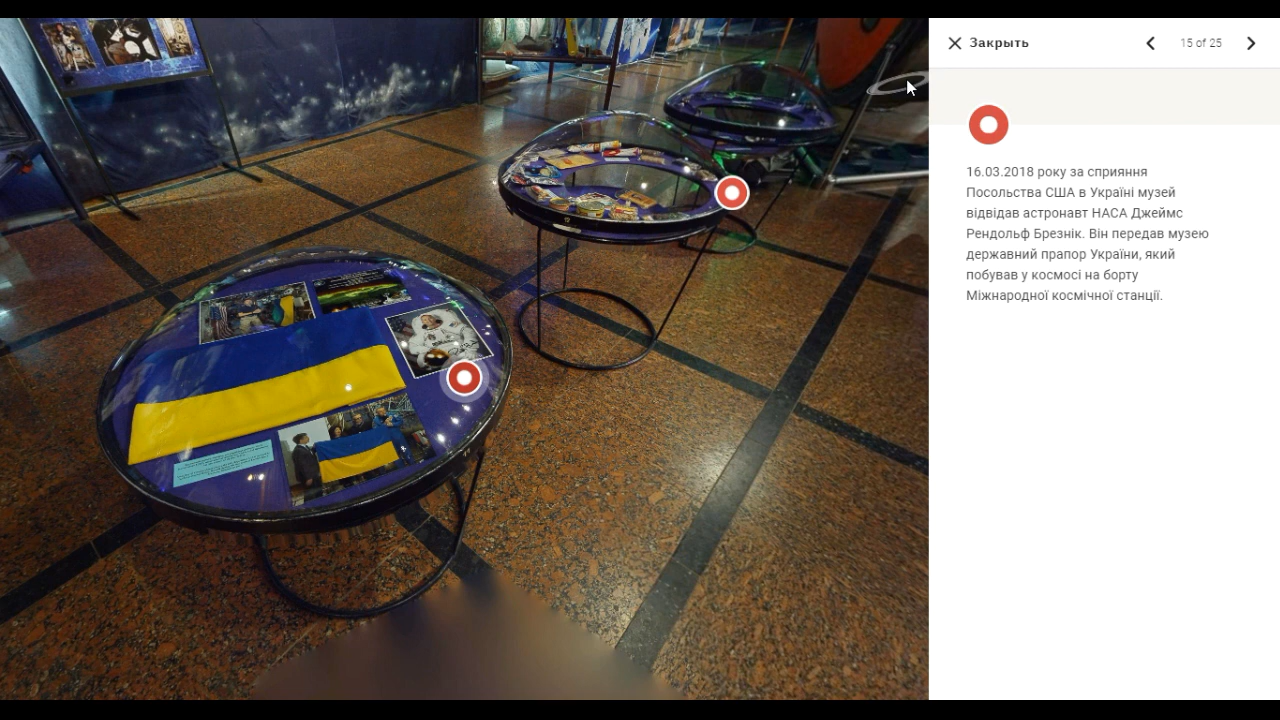 Закрыть
15 of 25
16.03.2018 року за сприяння
Посольства США в Україні музей
відвідав астронавт НАСА Джеймс
Рендольф Брезнік. Він передав музею
державний прапор України, який
побував у космосі на борту
Міжнародної космічної станції.